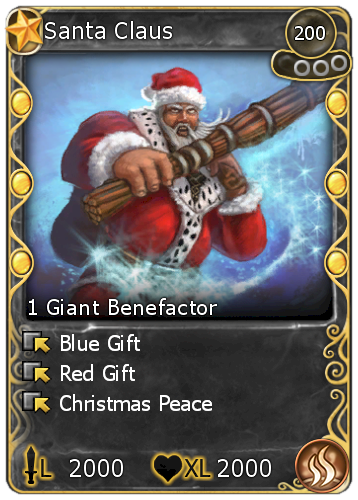 Santa Claus
200
1 Giant Benefactor
Blue Gift
Red Gift
Christmas Peace
L 2000 XL 2000